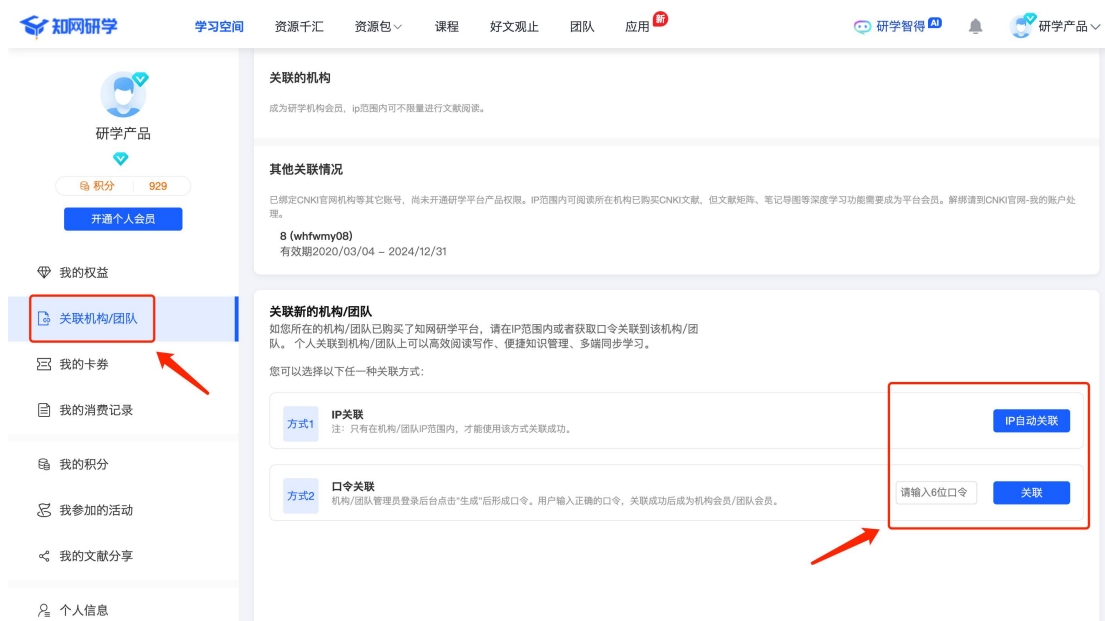 知网研学
学习空间
资源千汇
资源包
课程
好文观止
团队
应用
新
研学智得 AI
研学产品
研学产品
积分 929
开通个人会员
我的权益
关联机构/团队
我的卡券
我的消费记录
我的积分
我参加的活动
我的文献分享
个人信息
关联的机构
成为研学机构会员，ip范围内可不限量进行文献阅读。
其他关联情况
已绑定CNKI官网机构等其它账号，尚未开通研学平台产品权限。IP范围内可阅读所在机构已购买CNKI文献，但文献矩阵、笔记导图等深度学习功能需要成为平台会员。解绑请到CNKI官网-我的账户处
理。
8 (whfwmy08)
有效期2020/03/04 – 2024/12/31
关联新的机构/团队
如您所在的机构/团队已购买了知网研学平台，请在IP范围内或者获取口令关联到该机构/团
队。 个人关联到机构/团队上可以高效阅读写作、便捷知识管理、多端同步学习。
您可以选择以下任一种关联方式：
方式1
IP关联
注：只有在机构/团队IP范围内，才能使用该方式关联成功。
IP自动关联
方式2
口令关联
机构/团队管理员登录后台点击"生成"后形成口令。用户输入正确的口令，关联成功后成为机构会员/团队会员。
请输入6位口令
关联